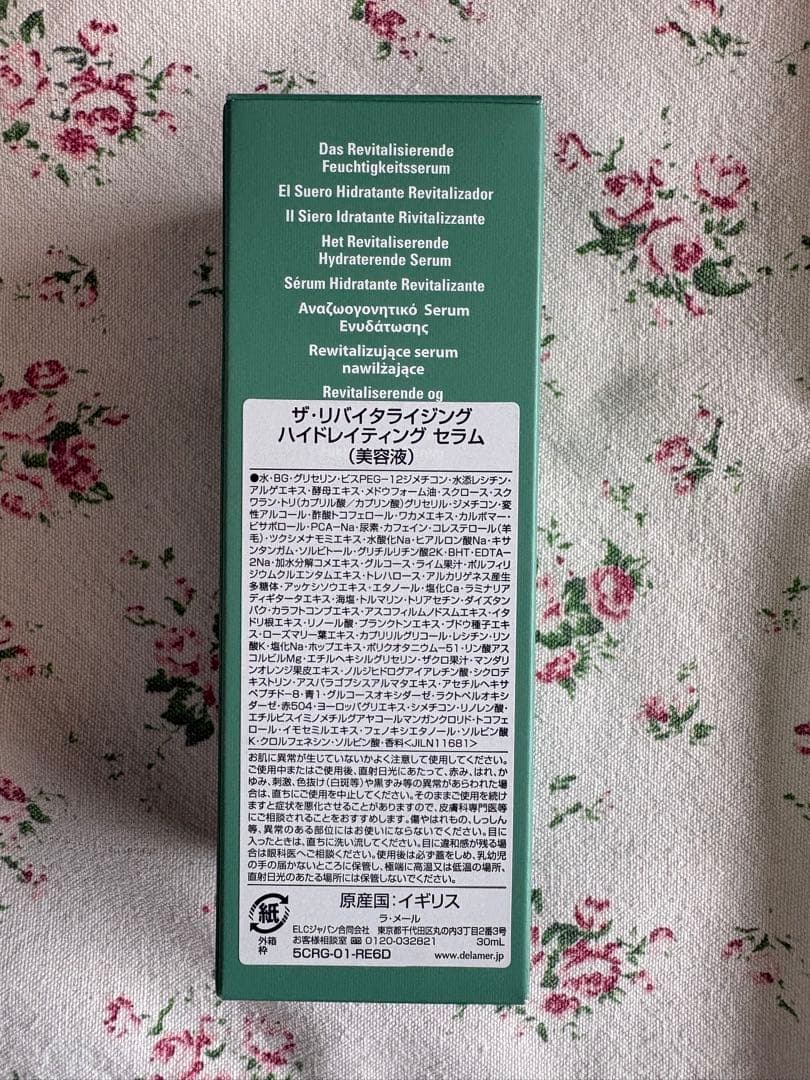 Das Revitalisierende
Feuchtigkeitsserum
El Suero Hidratante Revitalizador
Il Siero Idratante Rivitalizzante
Het Revitaliserende
Hydraterende Serum
Sérum Hidratante Revitalizante
Αναζωογονητικό Serum
Ενυδάτωσης
Rewitalizujące serum
nawilżające
Revitaliserende og
ザ・リバイタライジング
ハイドレイティング セラム
(美容液)
●水・BG・グリセリン・ビスPEG-12ジメチコン・水添レシチン・
アルゲエキス・酵母エキス・メドウフォーム油・スクロース・スク
ワラン・トリ(カプリル酸/カプリン酸)グリセリル・ジメチコン・変
性アルコール・酢酸トコフェロール・ワカメエキス・カルボマー・
ビサボロール・PCA-Na・尿素・カフェイン・コレステロール(羊
毛)・ツクシメナモミエキス・水酸化Na・ヒアルロン酸Na・キサ
ンタンガム・ソルビトール・グリチルリチン酸2K・BHT・EDTA-
2Na・加水分解コメエキス・グルコース・ライム果汁・ポルフィリ
ジウムクルエンタムエキス・トレハロース・アルカリゲネス産生
多糖体・アッケシソウエキス・エタノール・塩化Ca・ラミナリア
ディギタータエキス・海塩・トルマリン・トリアセチン・ダイズタン
パク・カラフトコンブエキス・アスコフィルムノドスムエキス・イタ
ドリ根エキス・リノール酸・プランクトンエキス・ブドウ種子エキ
ス・ローズマリー葉エキス・カプリリルグリコール・レシチン・リン
酸K・塩化Na・ホップエキス・ポリクオタニウム-51・リン酸アス
コルビルMg・エチルヘキシルグリセリン・ザクロ果汁・マンダリ
ンオレンジ果皮エキス・ノルジヒドログアイアレチン酸・シクロデ
キストリン・アスパラゴプシスアルマタエキス・アセチルヘキサ
ペプチド-8・青1・グルコースオキシダーゼ・ラクトペルオキシ
ダーゼ・赤504・ヨーロッパグリエキス・シメチコン・リノレン酸・
エチルビスイミノメチルグアヤコールマンガンクロリド・トコフェ
ロール・イモセミルエキス・フェノキシエタノール・ソルビン酸
K・クロルフェネシン・ソルビン酸・香料<JILN11681>
お肌に異常が生じていないかよく注意して使用してください。
ご使用中またはご使用後、直射日光にあたって、赤み、はれ、か
ゆみ、刺激、色抜け(白斑等)や黒ずみ等の異常があらわれた場
合は、直ちにご使用を中止してください。そのままご使用を続け
ますと症状を悪化させることがありますので、皮膚科専門医等
にご相談されることをおすすめします。傷やはれもの、しっしん
等、異常のある部位にはお使いにならないでください。目に
入ったときは、直ちに洗い流してください。目に違和感が残る場
合は眼科医へご相談ください。使用後は必ず蓋をしめ、乳幼児
の手の届かないところに保管し、極端に高温又は低温の場所、
直射日光のあたる場所には保管しないでください。
原産国:イギリス
ラ・メール
紙
外箱
枠
ELCジャパン合同会社 東京都千代田区丸の内3丁目2番3号
お客様相談室 0120-032821 30mL
5CRG-01-RE6D www.delamer.jp